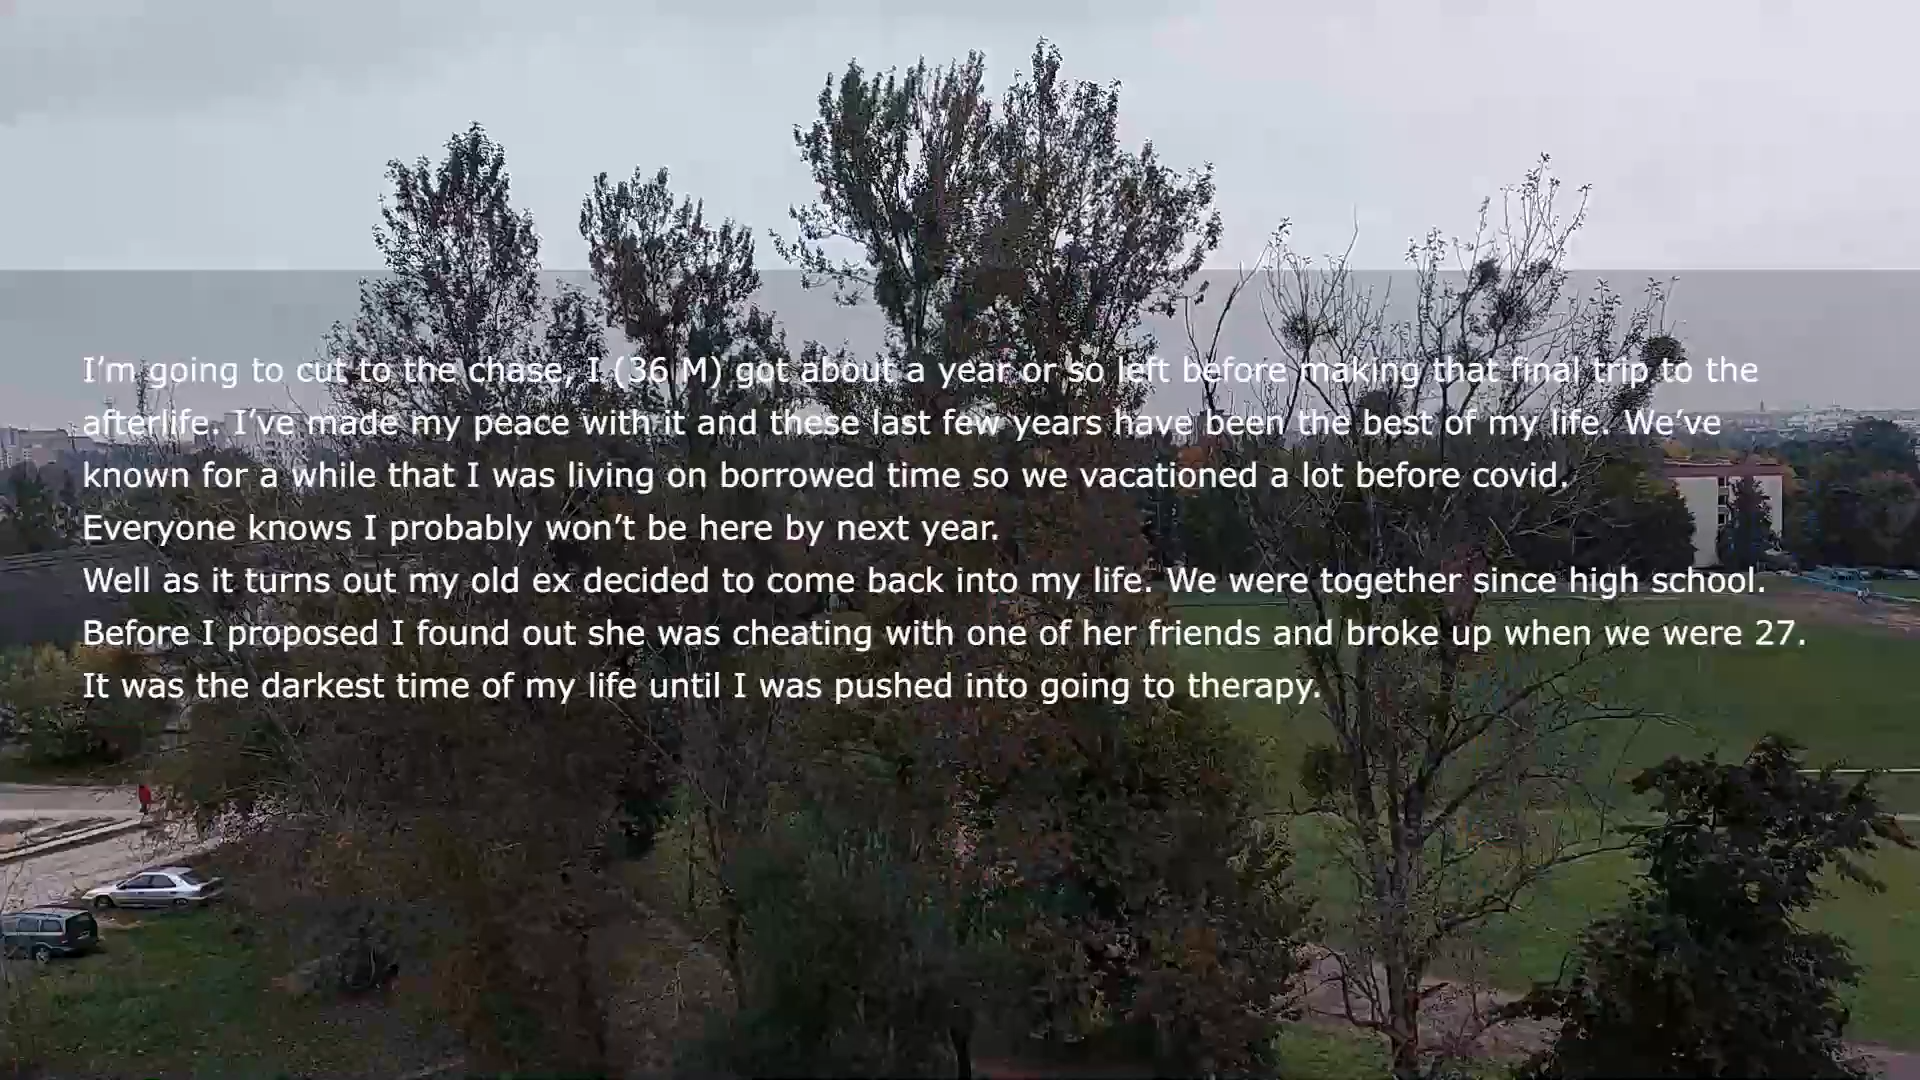 I’m going to cut to the chase, I (36 M) got about a year or so left before making that final trip to the
afterlife. I’ve made my peace with it and these last few years have been the best of my life. We’ve
known for a while that I was living on borrowed time so we vacationed a lot before covid.
Everyone knows I probably won’t be here by next year.
Well as it turns out my old ex decided to come back into my life. We were together since high school.
Before I proposed I found out she was cheating with one of her friends and broke up when we were 27.
It was the darkest time of my life until I was pushed into going to therapy.